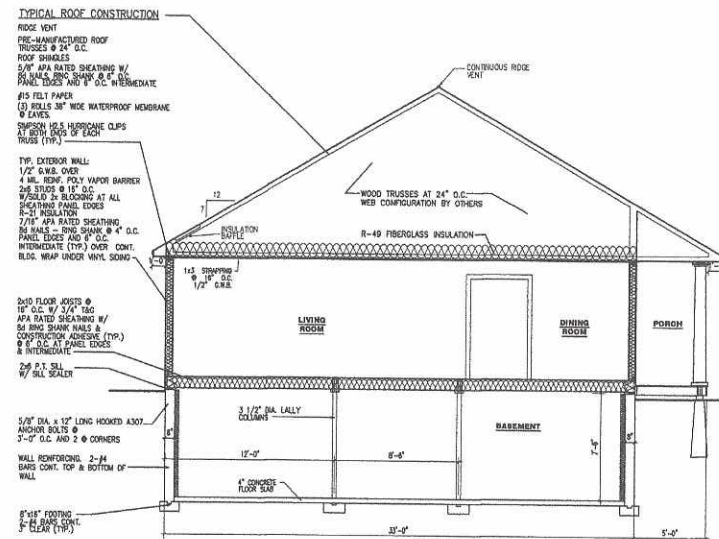 TYPICAL ROOF CONSTRUCTION
RIDGE VENT
PRE-MANUFACTURED ROOF
TRUSSES @ 24" O.C.
ROOF SHINGLES
5/8" APA RATED SHEATHING W/
8d NAILS, RING SHANK @ 6" O.C.
PANEL EDGES AND 6" O.C. INTERMEDIATE
#15 FELT PAPER
(3) ROLLS 38" WIDE WATERPROOF MEMBRANE
@ EAVES.
SIMPSON H2.5 HURRICANE CLIPS
AT BOTH ENDS OF EACH
TRUSS (TYP.)
TYP. EXTERIOR WALL:
1/2" G.W.B. OVER
4 MIL. REINF. POLY VAPOR BARRIER
2x6 STUDS @ 16" O.C.
W/SOLID 2x BLOCKING AT ALL
SHEATHING PANEL EDGES
R-21 INSULATION
7/16" APA RATED SHEATHING
8d NAILS – RING SHANK @ 4" O.C.
PANEL EDGES AND 6" O.C.
INTERMEDIATE (TYP.) OVER CONT.
BLDG. WRAP UNDER VINYL SIDING
2x10 FLOOR JOISTS @
16" O.C. W/ 3/4" T&G
APA RATED SHEATHING W/
8d RING SHANK NAILS &
CONSTRUCTION ADHESIVE (TYP.)
@ 6" O.C. AT PANEL EDGES
& INTERMEDIATE
2x6 P.T. SILL
W/ SILL SEALER
5/8" DIA. x 12" LONG HOOKED A307
ANCHOR BOLTS @
3'-0" O.C. AND 2 @ CORNERS
WALL REINFORCING. 2-#4
BARS CONT. TOP & BOTTOM OF
WALL
8"x16" FOOTING
2-#4 BARS CONT.
3" CLEAR (TYP.)
CONTINUOUS RIDGE
VENT
12
7
WOOD TRUSSES AT 24" O.C.
WEB CONFIGURATION BY OTHERS
INSULATION
BAFFLE
R-49 FIBERGLASS INSULATION
1x3 STRAPPING
@ 16" O.C.
1/2" G.W.B.
LIVING
ROOM
DINING
ROOM
PORCH
3 1/2" DIA. LALLY
COLUMNS
BASEMENT
8"
12'-0"
8'-6"
7'-6"
8"
4" CONCRETE
FLOOR SLAB
33'-0"
5'-0"